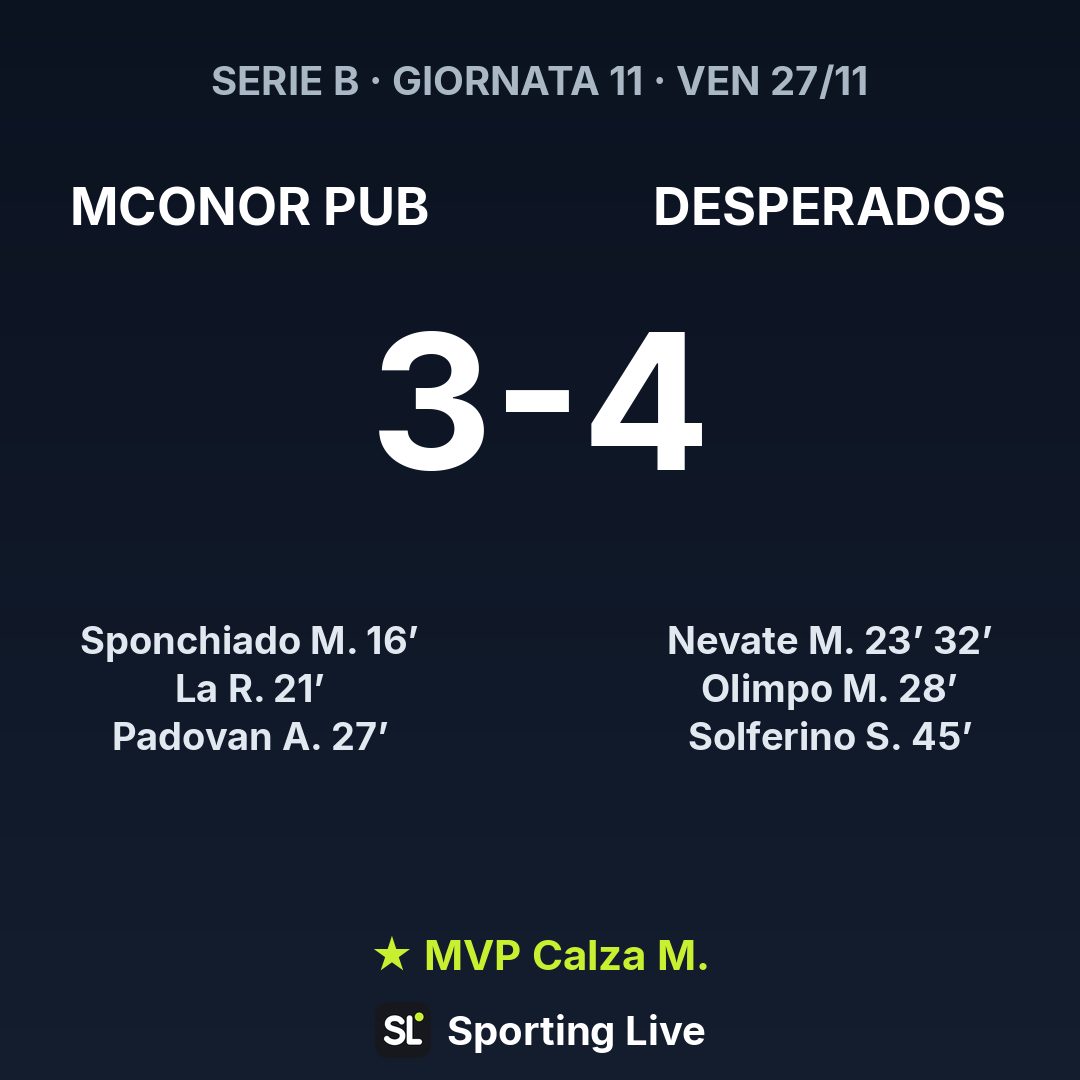 SERIE B · GIORNATA 11 · VEN 27/11
MCONOR PUB
DESPERADOS
3-4
Sponchiado M. 16′
La R. 21′
Padovan A. 27′
Nevate M. 23′ 32′
Olimpo M. 28′
Solferino S. 45′
★ MVP Calza M.
SL Sporting Live